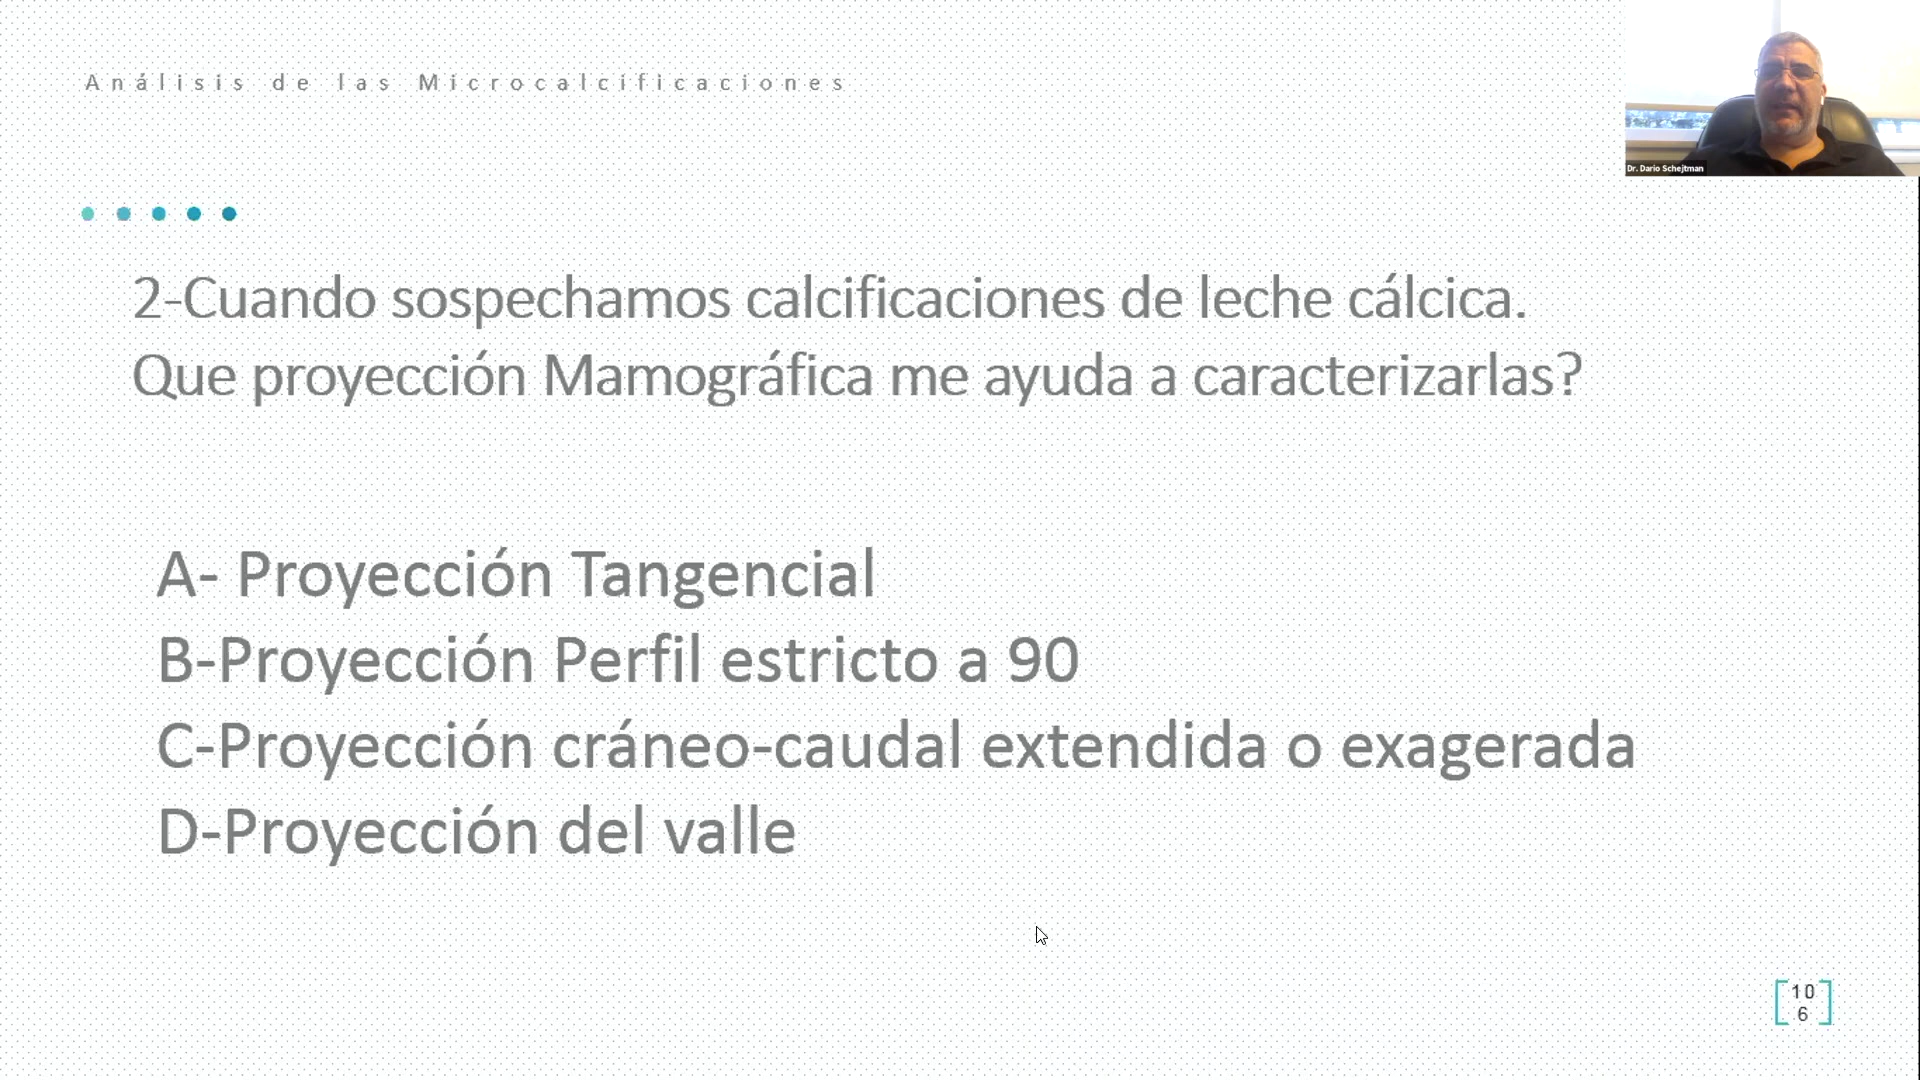 Análisis de las Microcalcificaciones
Dr. Dario Schejtman
2-Cuando sospechamos calcificaciones de leche cálcica.
Que proyección Mamográfica me ayuda a caracterizarlas?
A- Proyección Tangencial
B-Proyección Perfil estricto a 90
C-Proyección cráneo-caudal extendida o exagerada
D-Proyección del valle
10
6